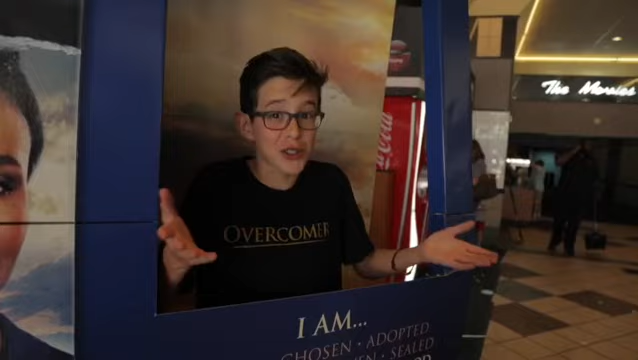 The Movies
Coca-Cola
OVERCOMER
I AM...
CHOSEN • ADOPTED
SEALED